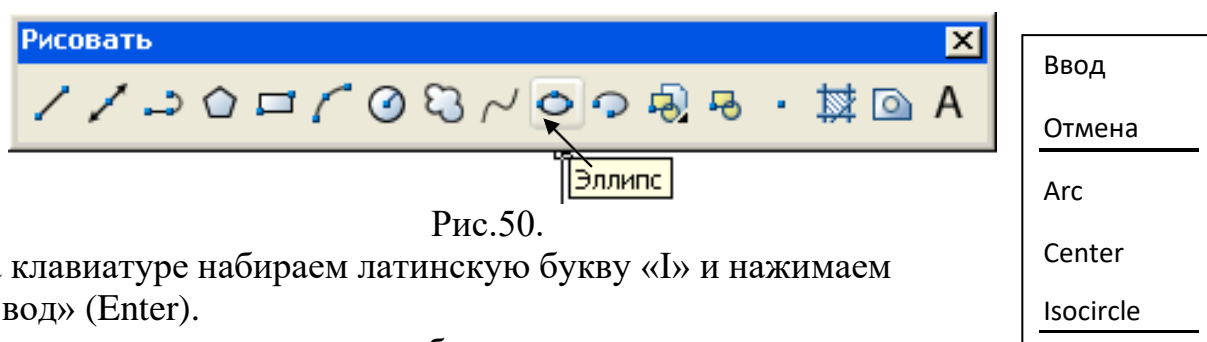 Рисовать
A
Эллипс
Рис.50.
клавиатуре набираем латинскую букву «I» и нажимаем
вод» (Enter).
Ввод
Отмена
Arc
Center
Isocircle